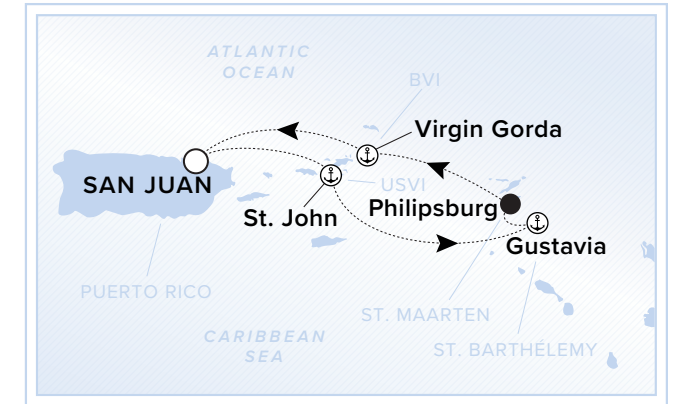 ATLANTIC
OCEAN
BVI
Virgin Gorda
SAN JUAN
USVI
St. John
Philipsburg
Gustavia
PUERTO RICO
ST. MAARTEN
CARIBBEAN
SEA
ST. BARTHÉLEMY